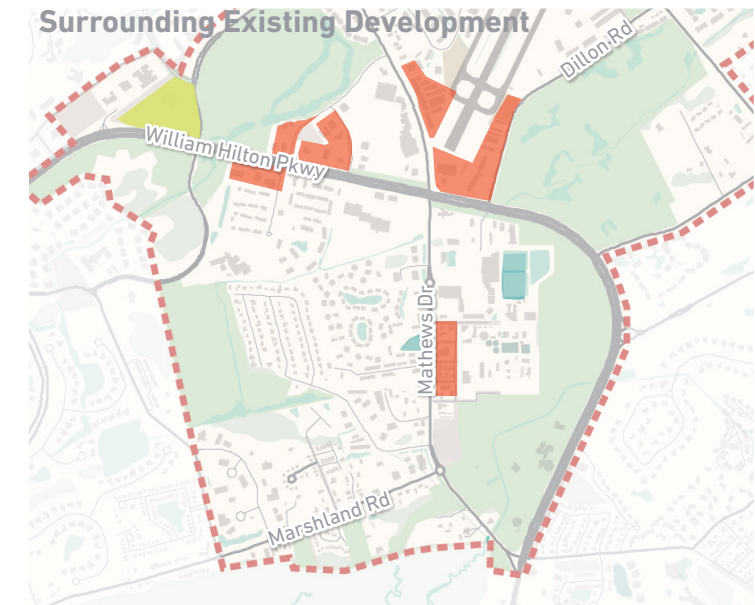 Surrounding Existing Development
Dillon Rd
William Hilton Pkwy
Mathews Dr
Marshland Rd